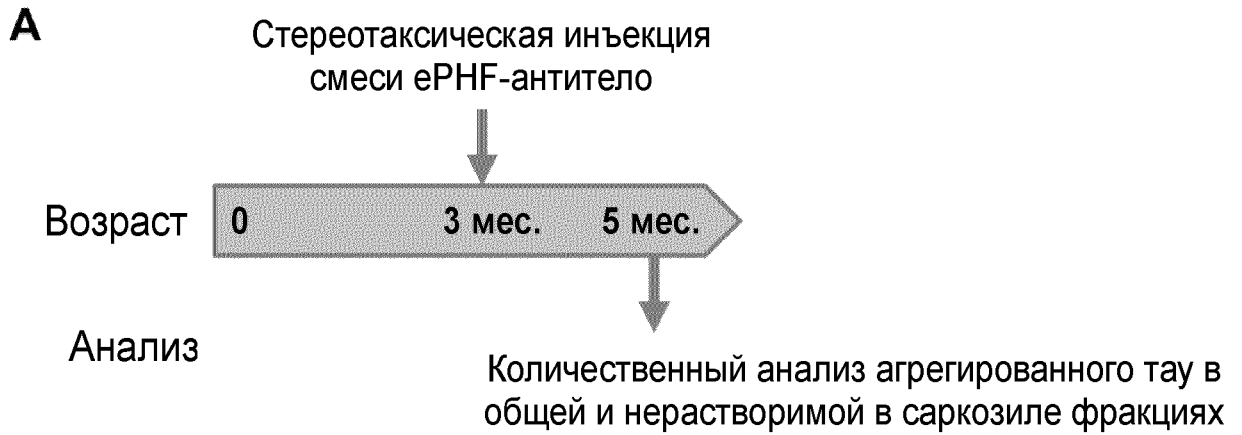 A
Стереотаксическая инъекция
смеси ePHF-антитело
Возраст 0 3 мес. 5 мес.
Анализ
Количественный анализ агрегированного тау в
общей и нерастворимой в саркозиле фракциях